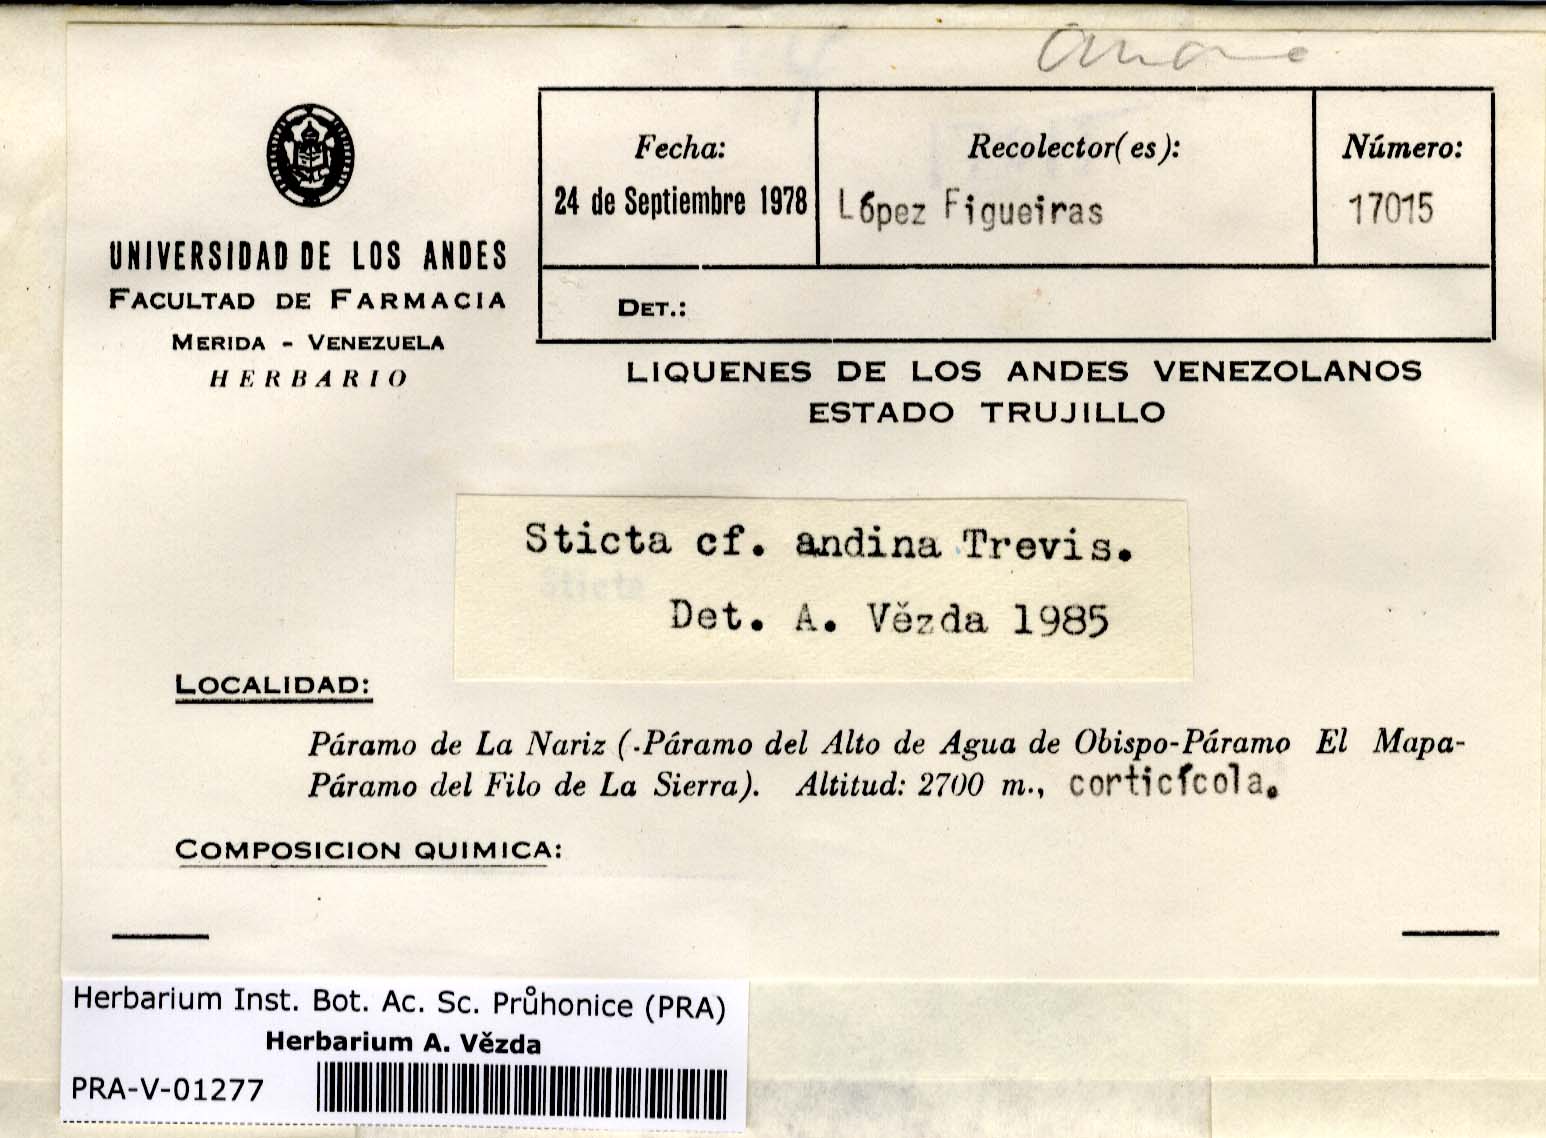 UNIVERSIDAD DE LOS ANDES
FACULTAD DE FARMACIA
MERIDA - VENEZUELA
HERBARIO
Fecha:
24 de Septiembre 1978
Recolector(es):
López Figueiras
Número:
17015
DET.:
LIQUENES DE LOS ANDES VENEZOLANOS
ESTADO TRUJILLO
Sticta cf. andina Trevis.
Det. A. Vězda 1985
LOCALIDAD:
Páramo de La Nariz (.Páramo del Alto de Agua de Obispo-Páramo El Mapa-
Páramo del Filo de La Sierra). Altitud: 2700 m., corticícola.
COMPOSICION QUIMICA:
Herbarium Inst. Bot. Ac. Sc. Průhonice (PRA)
Herbarium A. Vězda
PRA-V-01277